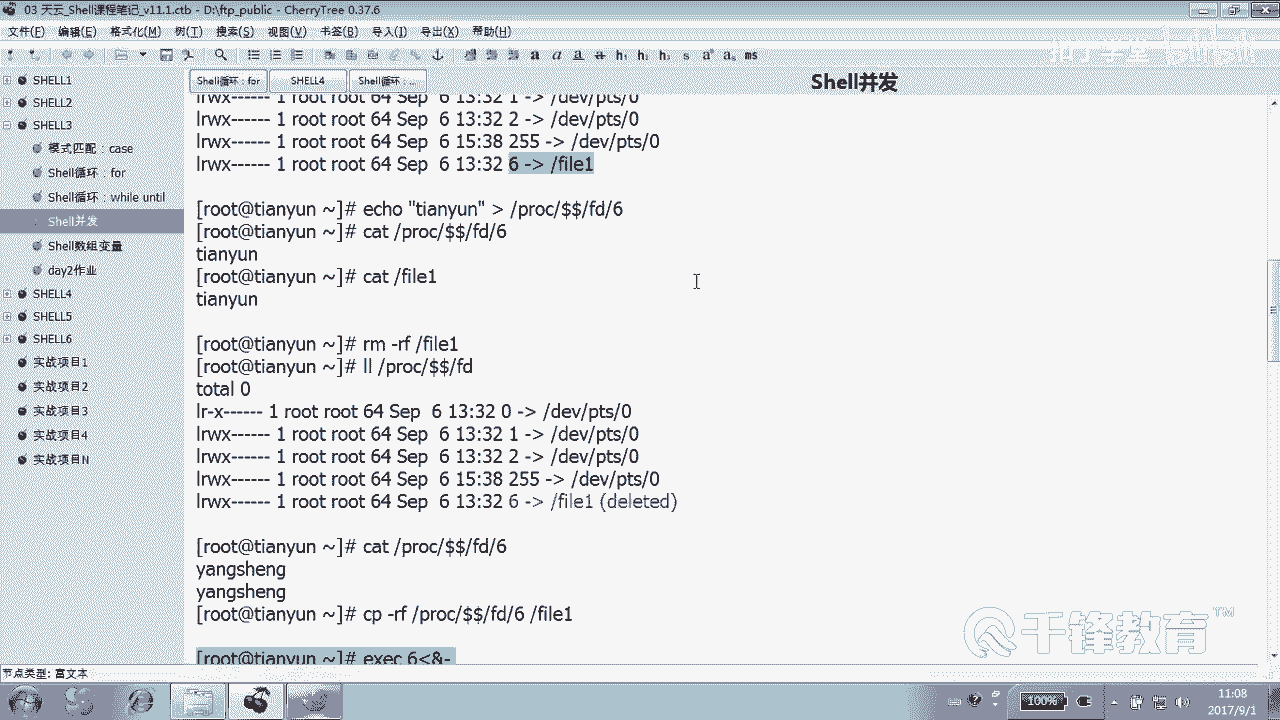 03 天云_Shell课程笔记_v11.1.ctb - D:\ftp_public - CherryTree 0.37.6
文件(F) 编辑(E) 格式化(M) 树(T) 搜索(S) 视图(V) 书签(B) 导入(I) 导出(X) 帮助(H)
SHELL1
SHELL2
SHELL3
模式匹配：case
Shell循环：for
Shell循环：while until
Shell并发
Shell数组变量
day2作业
SHELL4
SHELL5
SHELL6
实战项目1
实战项目2
实战项目3
实战项目4
实战项目N
Shell循环：for SHELL4 Shell循环：...
Shell并发
lrwx------ 1 root root 64 Sep 6 13:32 1 -> /dev/pts/0
lrwx------ 1 root root 64 Sep 6 13:32 2 -> /dev/pts/0
lrwx------ 1 root root 64 Sep 6 15:38 255 -> /dev/pts/0
lrwx------ 1 root root 64 Sep 6 13:32 6 -> /file1
[root@tianyun ~]# echo "tianyun" > /proc/$$/fd/6
[root@tianyun ~]# cat /proc/$$/fd/6
tianyun
[root@tianyun ~]# cat /file1
tianyun
[root@tianyun ~]# rm -rf /file1
[root@tianyun ~]# ll /proc/$$/fd
total 0
lr-x------ 1 root root 64 Sep 6 13:32 0 -> /dev/pts/0
lrwx------ 1 root root 64 Sep 6 13:32 1 -> /dev/pts/0
lrwx------ 1 root root 64 Sep 6 13:32 2 -> /dev/pts/0
lrwx------ 1 root root 64 Sep 6 15:38 255 -> /dev/pts/0
lrwx------ 1 root root 64 Sep 6 13:32 6 -> /file1 (deleted)
[root@tianyun ~]# cat /proc/$$/fd/6
yangsheng
yangsheng
[root@tianyun ~]# cp -rf /proc/$$/fd/6 /file1
[root@tianyun ~]# exec 6<&-
千锋教育™
节点类型: 富文本
100%
11:08
2017/9/1